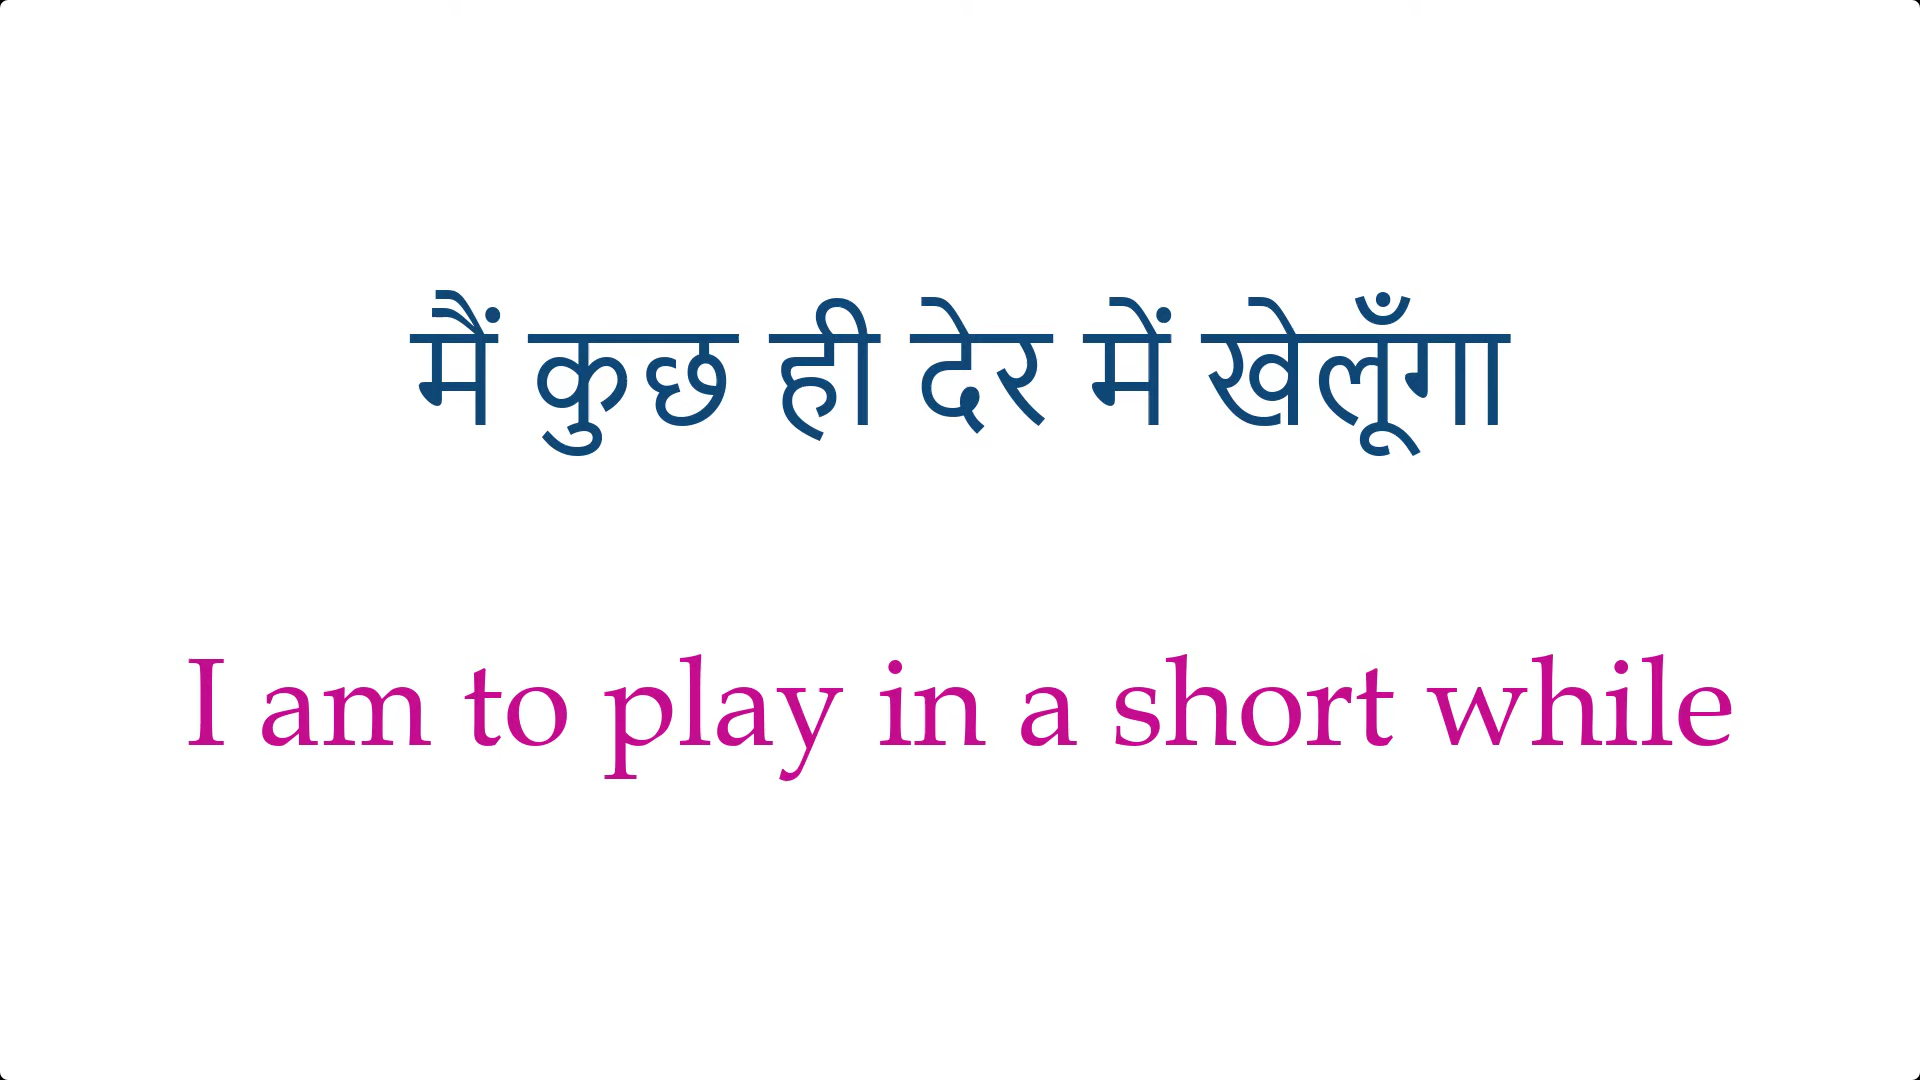 मैं कुछ ही देर में खेलूँगा
I am to play in a short while